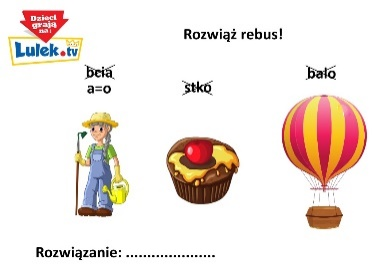 Dzieci
grają
na!
Lulek.tv
Rozwiąż rebus!
bcia
a=o
stko
balo
Rozwiązanie: ......................